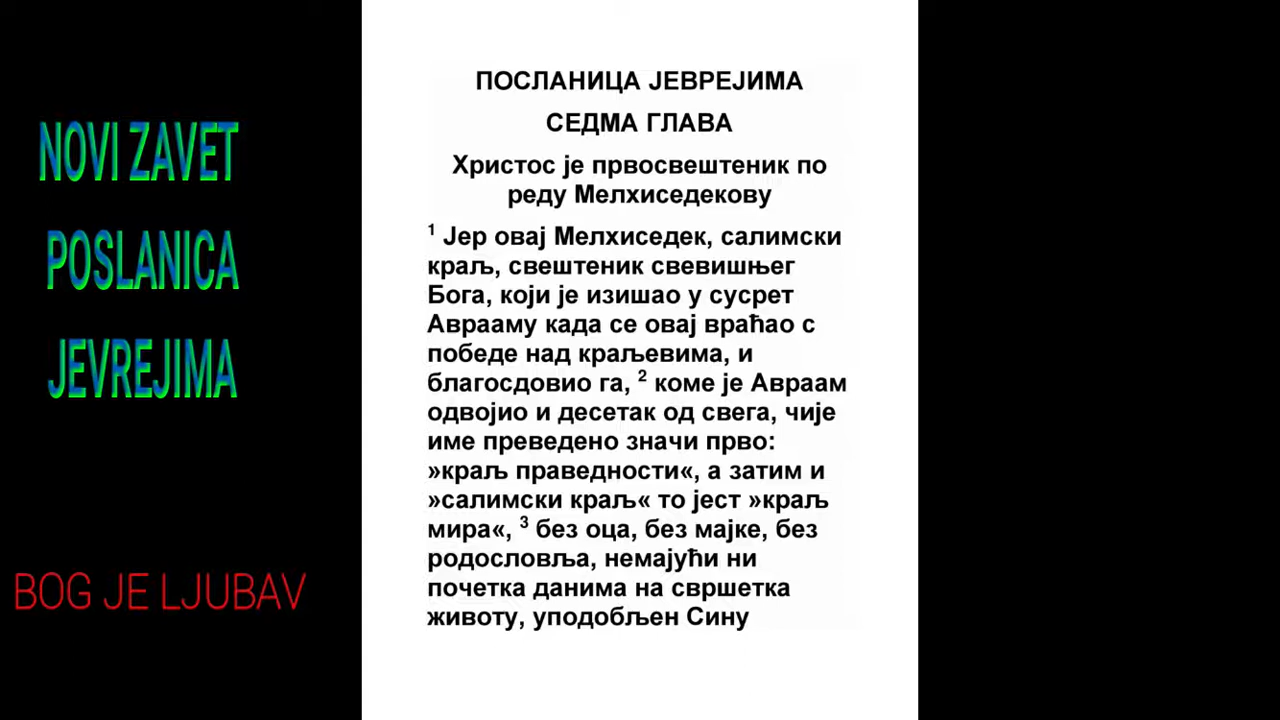 NOVI ZAVET
POSLANICA
JEVREJIMA
BOG JE LJUBAV
ПОСЛАНИЦА ЈЕВРЕЈИМА
СЕДМА ГЛАВА
Христос је првосвештеник по
реду Мелхиседекову
1 Јер овај Мелхиседек, салимски
краљ, свештеник свевишњег
Бога, који је изишао у сусрет
Аврааму када се овај враћао с
победе над краљевима, и
благосдовио га, 2 коме је Авраам
одвојио и десетак од свега, чије
име преведено значи прво:
»краљ праведности«, а затим и
»салимски краљ« то јест »краљ
мира«, 3 без оца, без мајке, без
родословља, немајући ни
почетка данима на свршетка
животу, уподобљен Сину